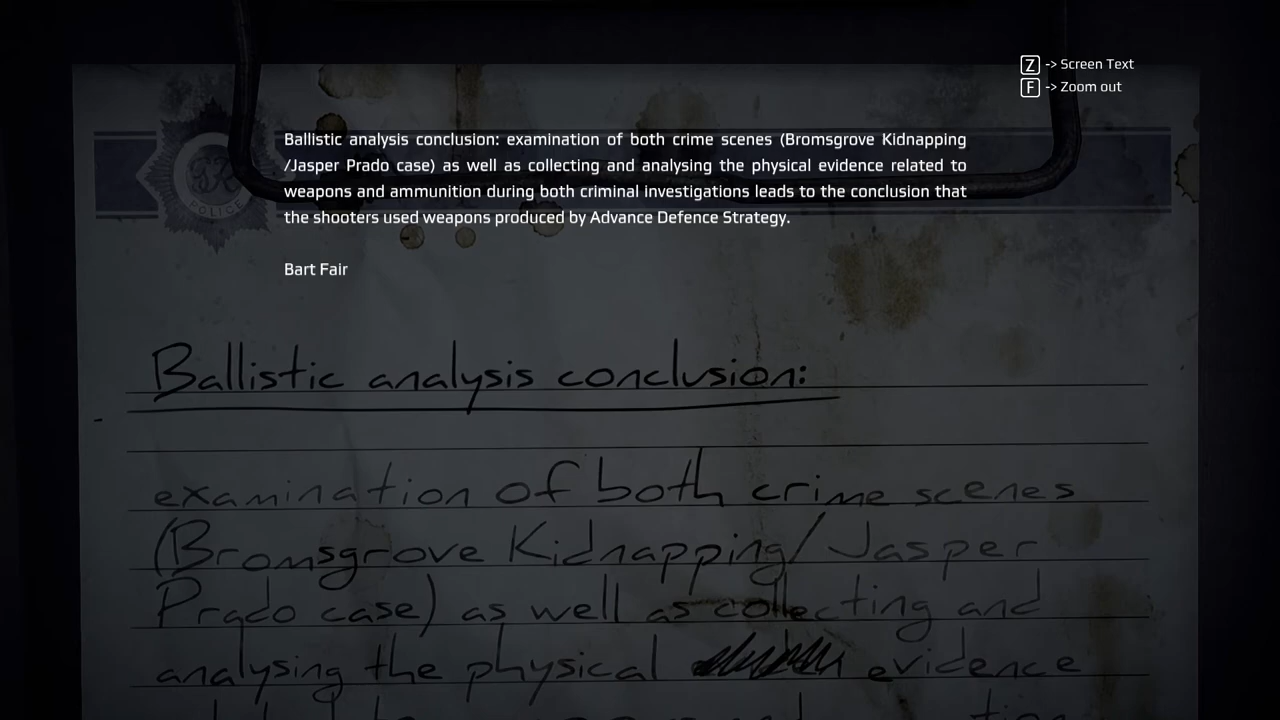 Z -> Screen Text
F -> Zoom out
Ballistic analysis conclusion: examination of both crime scenes (Bromsgrove Kidnapping
/Jasper Prado case) as well as collecting and analysing the physical evidence related to
weapons and ammunition during both criminal investigations leads to the conclusion that
the shooters used weapons produced by Advance Defence Strategy.
Bart Fair
POLICE
Ballistic analysis conclusion:
examination of both crime scenes
(Bromsgrove Kidnapping/Jasper
Prado case) as well as collecting and
analysing the physical evidence